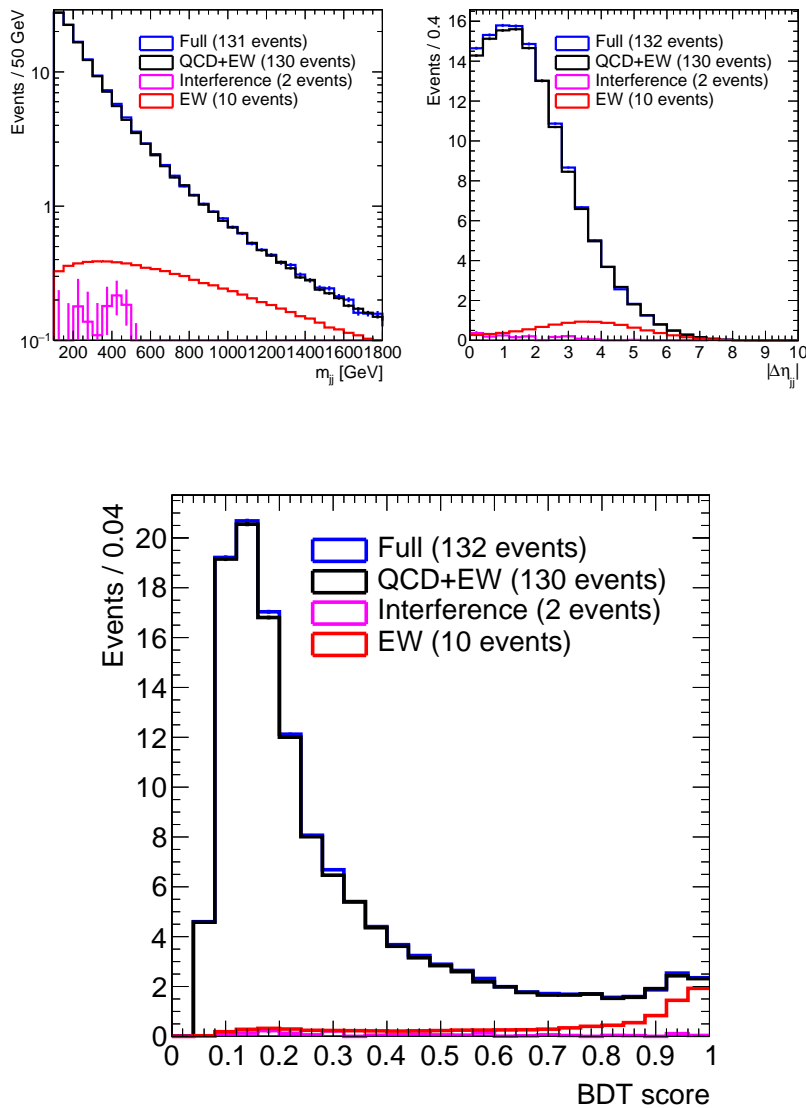 Events / 50 GeV
10
1
10⁻¹
Full (131 events)
QCD+EW (130 events)
Interference (2 events)
EW (10 events)
200 400 600 800 1000 1200 1400 1600 1800
m_jj [GeV]
Events / 0.4
16
14
12
10
8
6
4
2
0
Full (132 events)
QCD+EW (130 events)
Interference (2 events)
EW (10 events)
0 1 2 3 4 5 6 7 8 9 10
|Δη_jj|
Events / 0.04
20
18
16
14
12
10
8
6
4
2
0
Full (132 events)
QCD+EW (130 events)
Interference (2 events)
EW (10 events)
0 0.1 0.2 0.3 0.4 0.5 0.6 0.7 0.8 0.9 1
BDT score